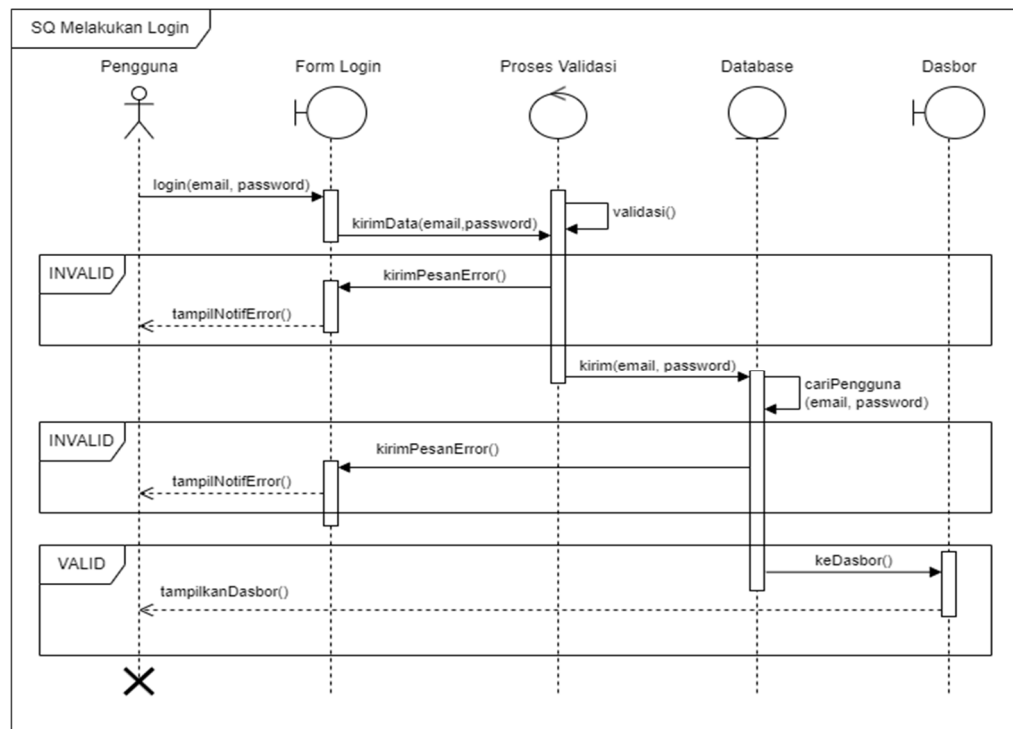 SQ Melakukan Login
Pengguna
Form Login
Proses Validasi
Database
Dasbor
login(email, password)
validasi()
kirimData(email,password)
INVALID
kirimPesanError()
tampilNotifError()
kirim(email, password)
cariPengguna
(email, password)
INVALID
kirimPesanError()
tampilNotifError()
VALID
keDasbor()
tampilkanDasbor()